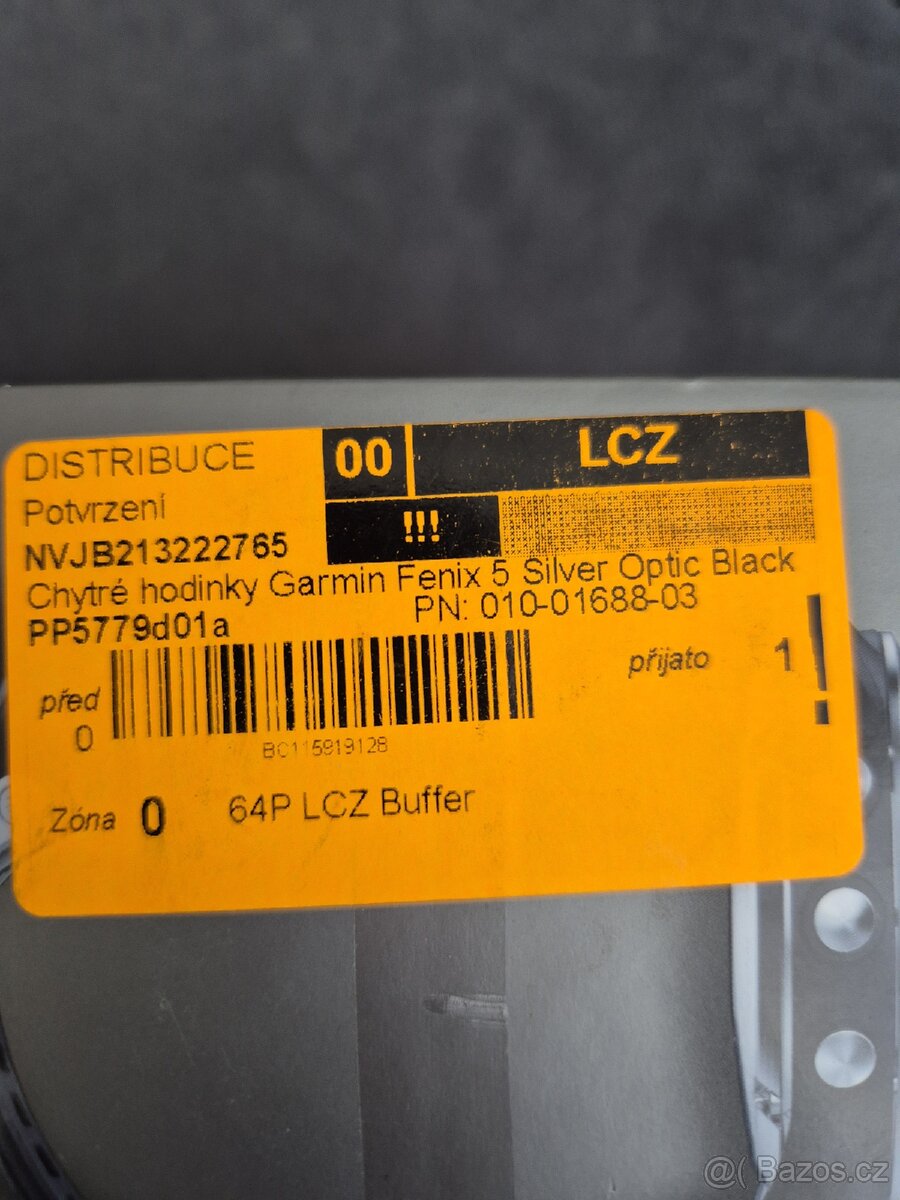 DISTRIBUCE
00
LCZ
Potvrzení
!!!
NVJB213222765
Chytré hodinky Garmin Fenix 5 Silver Optic Black
PN: 010-01688-03
PP5779d01a
přijato 1 !
před
0
BC115919128
Zóna 0 64P LCZ Buffer
@( Bazos.cz